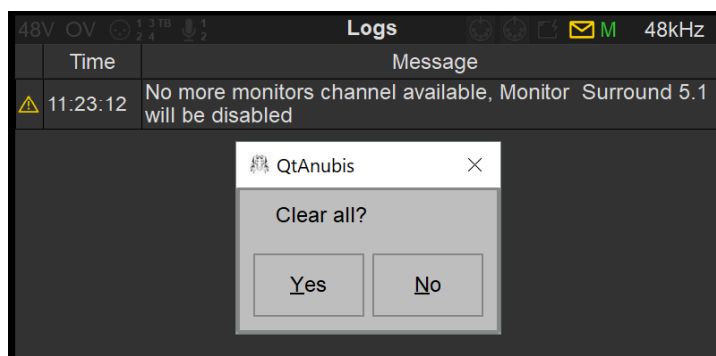 48V OV 1 3 TB 1
2 4 2
Logs
M 48kHz
Time Message
11:23:12 No more monitors channel available, Monitor Surround 5.1
will be disabled
QtAnubis
Clear all?
Yes No